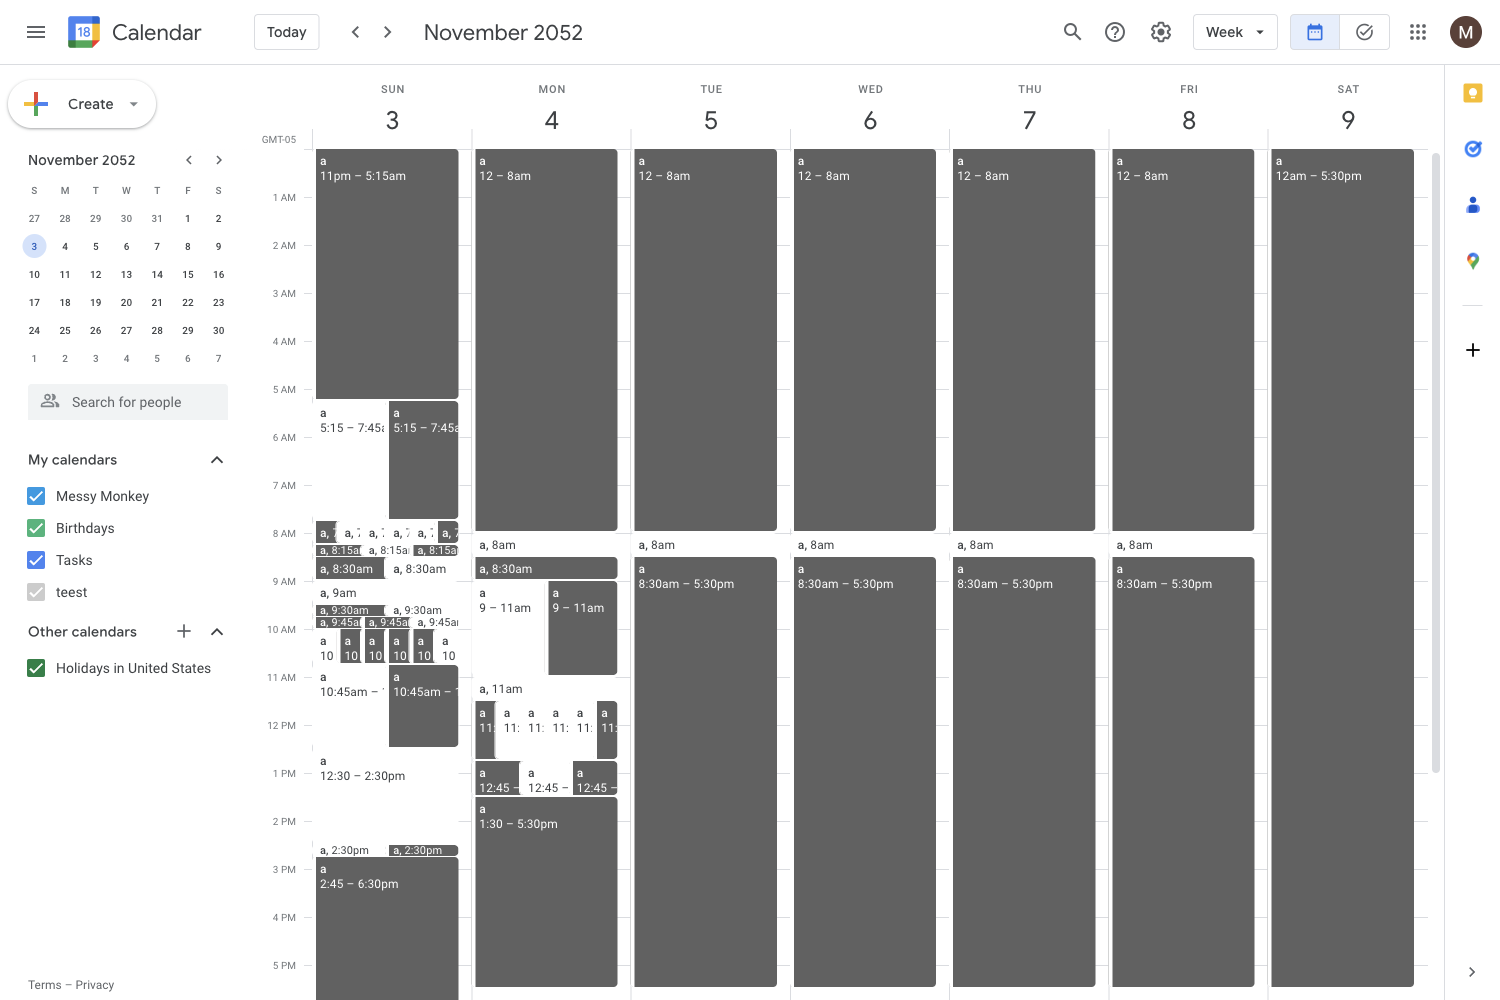 18 Calendar Today November 2052 Week M
Create
November 2052
S M T W T F S
27 28 29 30 31 1 2
3 4 5 6 7 8 9
10 11 12 13 14 15 16
17 18 19 20 21 22 23
24 25 26 27 28 29 30
1 2 3 4 5 6 7
Search for people
My calendars
Messy Monkey
Birthdays
Tasks
teest
Other calendars
Holidays in United States
Terms – Privacy
SUN MON TUE WED THU FRI SAT
3 4 5 6 7 8 9
GMT-05
1 AM
2 AM
3 AM
4 AM
5 AM
6 AM
7 AM
8 AM
9 AM
10 AM
11 AM
12 PM
1 PM
2 PM
3 PM
4 PM
5 PM
a
11pm – 5:15am
a
5:15 – 7:45a
a
5:15 – 7:45a
a, 7
a, 7
a, 7
a, 7
a, 7
a, 7
a, 8:15a
a, 8:15a
a, 8:15a
a, 8:30am
a, 8:30am
a, 9am
a, 9:30am
a, 9:30am
a, 9:45a
a, 9:45a
a, 9:45a
a
10
a
10
a
10
a
10
a
10
a
10
a
10:45am –
a
10:45am –
a
12:30 – 2:30pm
a, 2:30pm
a, 2:30pm
a
2:45 – 6:30pm
a
12 – 8am
a, 8am
a, 8:30am
a
9 – 11am
a
9 – 11am
a, 11am
a
11:
a
11:
a
11:
a
11:
a
11:
a
11:
a
12:45 –
a
12:45 –
a
12:45 –
a
1:30 – 5:30pm
a
12 – 8am
a, 8am
a
8:30am – 5:30pm
a
12 – 8am
a, 8am
a
8:30am – 5:30pm
a
12 – 8am
a, 8am
a
8:30am – 5:30pm
a
12 – 8am
a, 8am
a
8:30am – 5:30pm
a
12am – 5:30pm